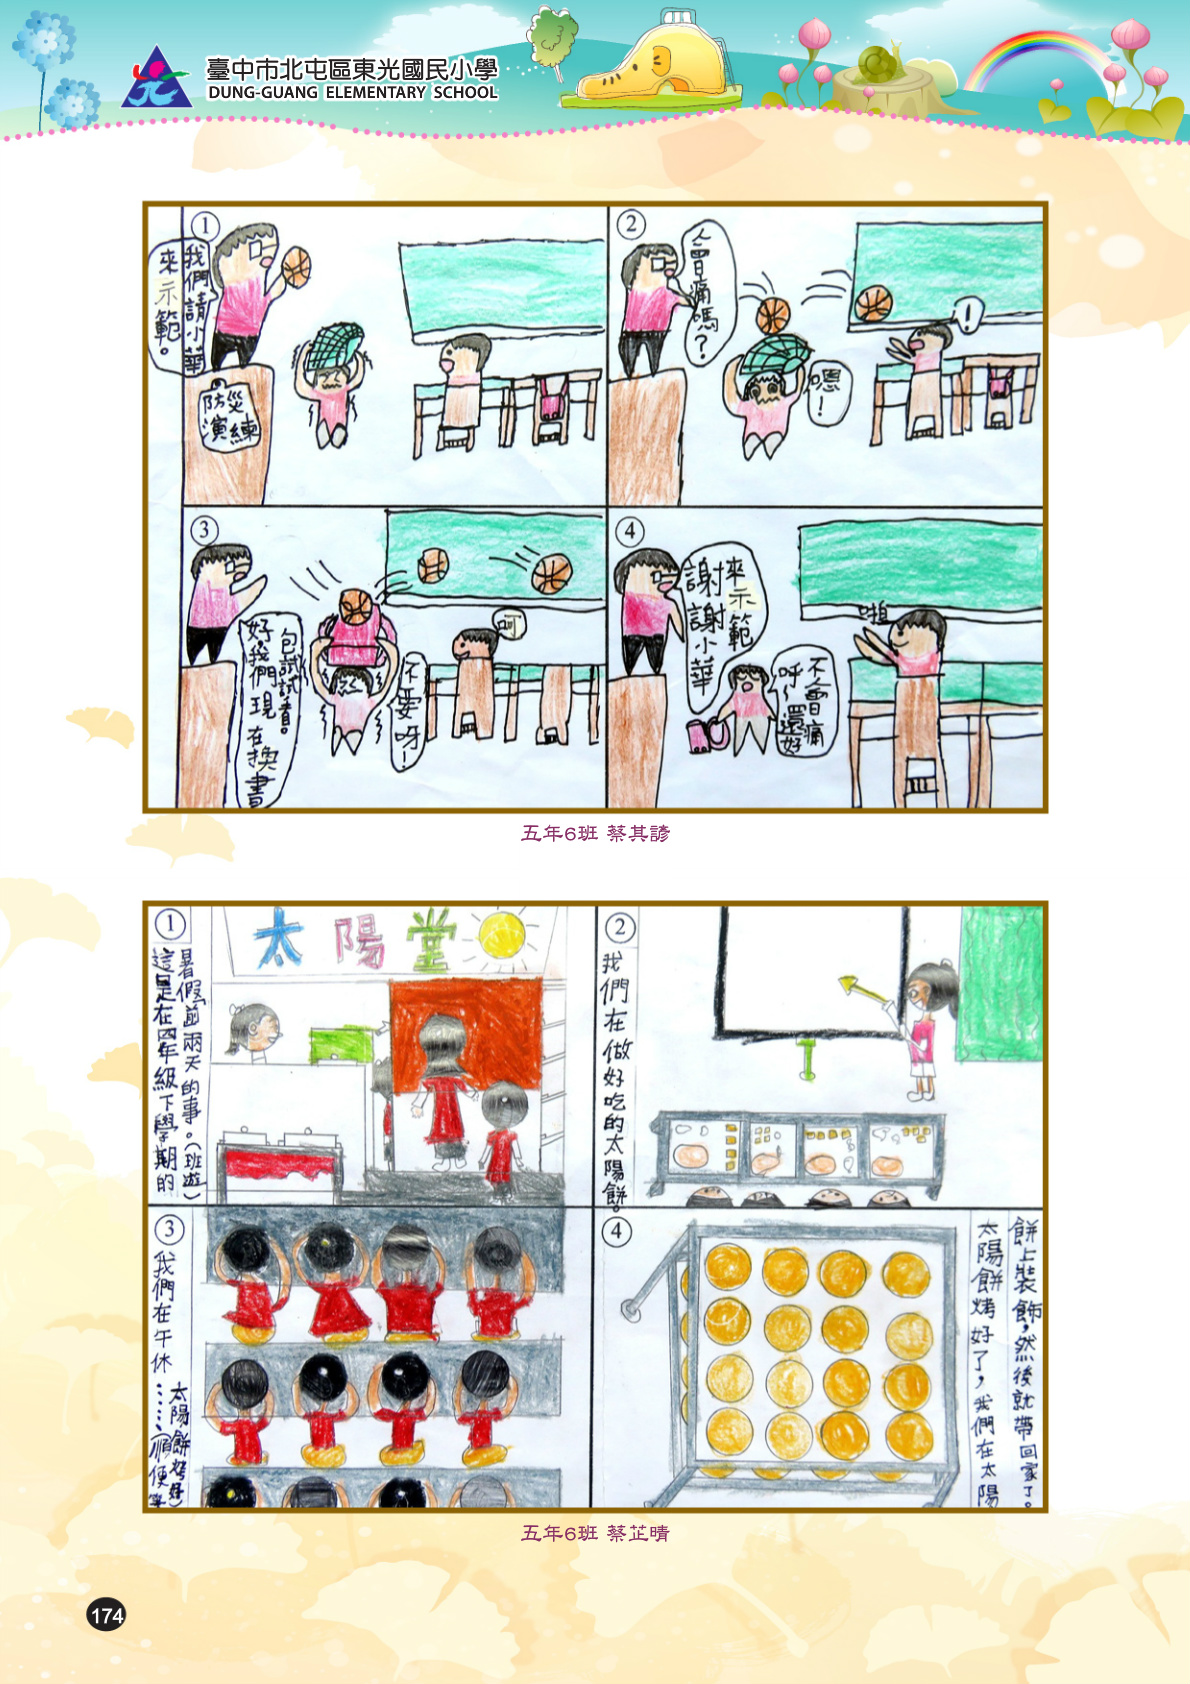 臺中市北屯區東光國民小學
DUNG-GUANG ELEMENTARY SCHOOL
①
我們請小華
來示範。
防災
演練
②
會痛嗎?
嗯!
!
③
好,我們現在換書
包試試看。
不要呀!
④
謝謝小華
來示範
呼~還好
不會痛
啪
五年6班 蔡其諺
①
太陽堂
這是在四年級下學期的
暑假前兩天的事。(班遊)
②
我們在做好吃的太陽餅。
③
我們在午休……(順便等
太陽餅烤好)
④
太陽餅烤好了,我們在太陽
餅上裝飾,然後就帶回家了。
五年6班 蔡芷晴
174